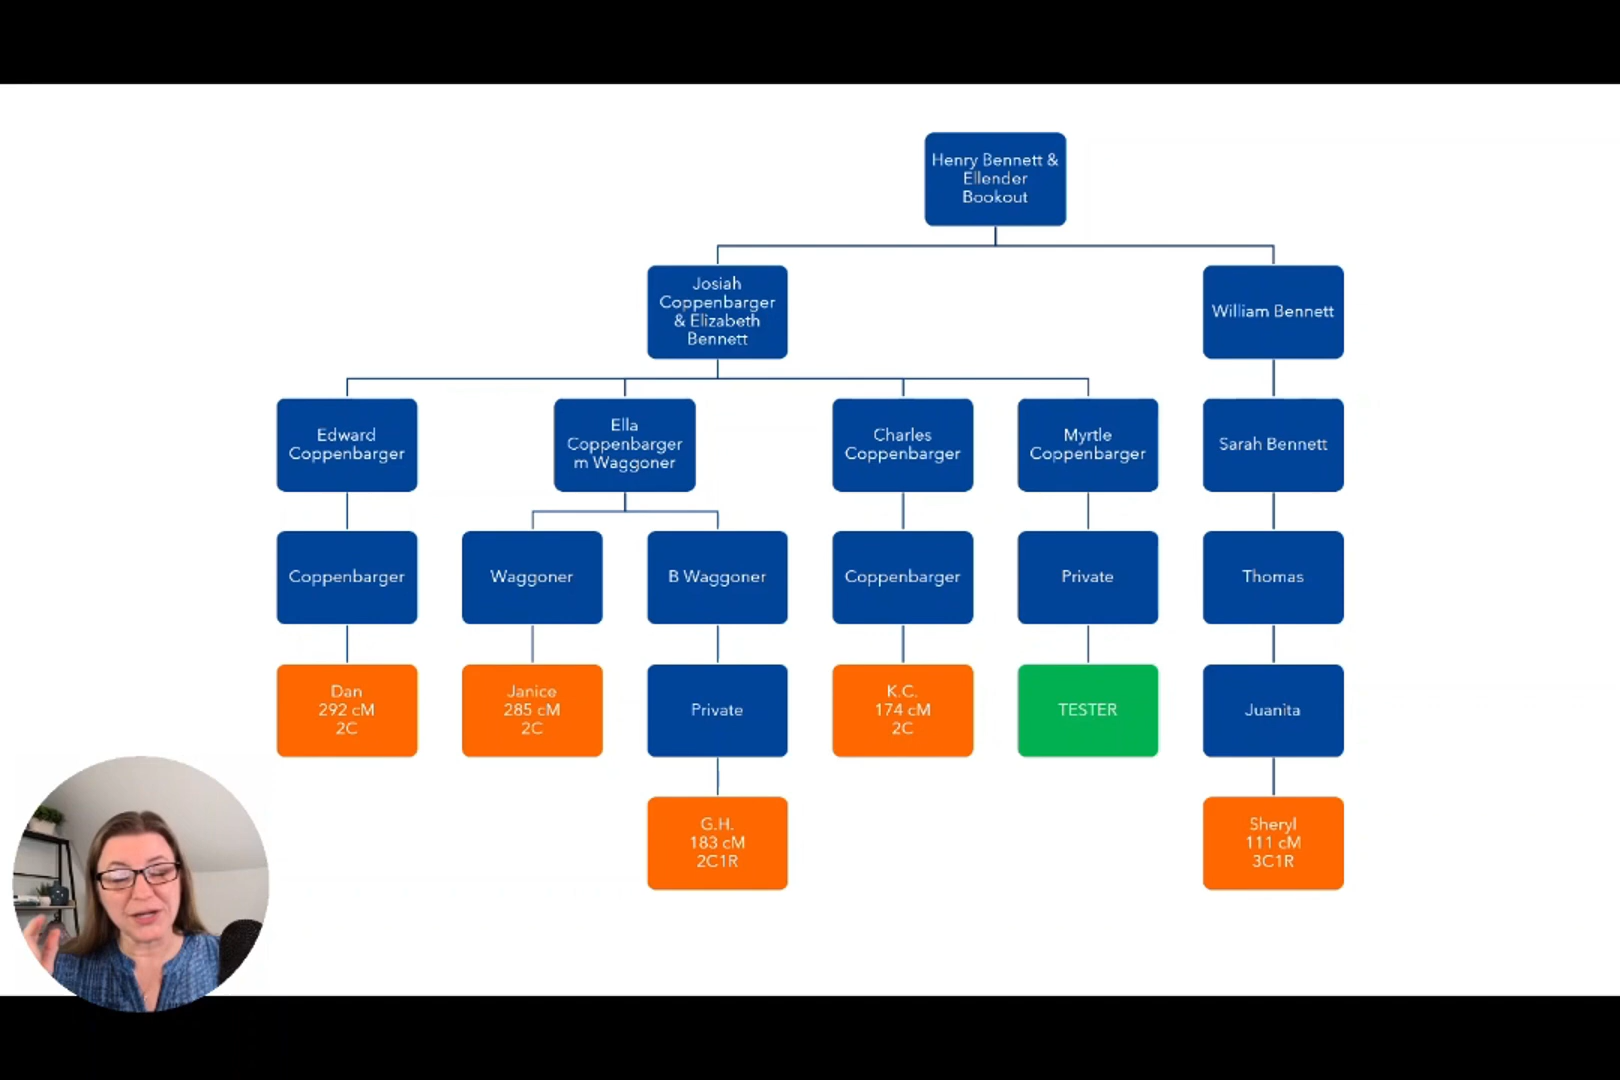 Henry Bennett &
Ellender
Bookout
Josiah
Coppenbarger
& Elizabeth
Bennett
William Bennett
Edward
Coppenbarger
Ella
Coppenbarger
m Waggoner
Charles
Coppenbarger
Myrtle
Coppenbarger
Sarah Bennett
Coppenbarger
Waggoner
B Waggoner
Coppenbarger
Private
Thomas
Dan
292 cM
2C
Janice
285 cM
2C
Private
K.C.
174 cM
2C
TESTER
Juanita
G.H.
183 cM
2C1R
Sheryl
111 cM
3C1R